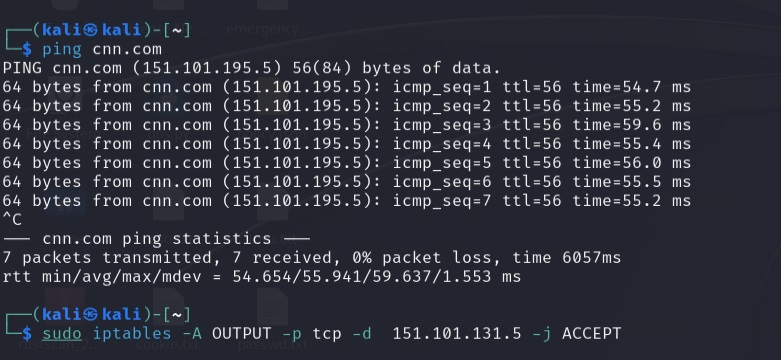 ┌──(kali㉿kali)-[~]
└─$ ping cnn.com
PING cnn.com (151.101.195.5) 56(84) bytes of data.
64 bytes from cnn.com (151.101.195.5): icmp_seq=1 ttl=56 time=54.7 ms
64 bytes from cnn.com (151.101.195.5): icmp_seq=2 ttl=56 time=55.2 ms
64 bytes from cnn.com (151.101.195.5): icmp_seq=3 ttl=56 time=59.6 ms
64 bytes from cnn.com (151.101.195.5): icmp_seq=4 ttl=56 time=55.4 ms
64 bytes from cnn.com (151.101.195.5): icmp_seq=5 ttl=56 time=56.0 ms
64 bytes from cnn.com (151.101.195.5): icmp_seq=6 ttl=56 time=55.5 ms
64 bytes from cnn.com (151.101.195.5): icmp_seq=7 ttl=56 time=55.2 ms
^C
--- cnn.com ping statistics ---
7 packets transmitted, 7 received, 0% packet loss, time 6057ms
rtt min/avg/max/mdev = 54.654/55.941/59.637/1.553 ms
┌──(kali㉿kali)-[~]
└─$ sudo iptables -A OUTPUT -p tcp -d  151.101.131.5 -j ACCEPT